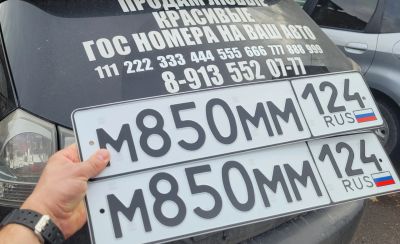 ПРОДАМ ЛЮБЫЕ
КРАСИВЫЕ
ГОС НОМЕРА НА ВАШ АВТО
111 222 333 444 555 666 777 888 999
8-913 552 07-77
М850ММ 124
RUS
М850ММ 124
RUS